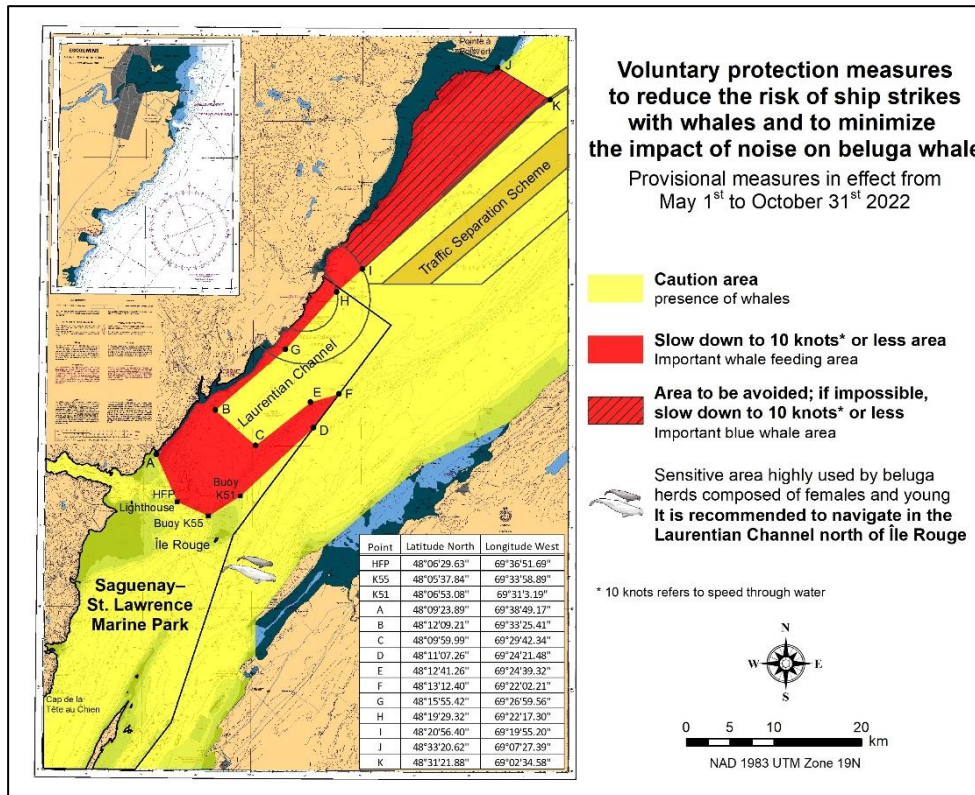 Voluntary protection measures
to reduce the risk of ship strikes
with whales and to minimize
the impact of noise on beluga whale
Provisional measures in effect from
May 1st to October 31st 2022
Caution area
presence of whales
Slow down to 10 knots* or less area
Important whale feeding area
Area to be avoided; if impossible,
slow down to 10 knots* or less
Important blue whale area
Sensitive area highly used by beluga
herds composed of females and young
It is recommended to navigate in the
Laurentian Channel north of Île Rouge
* 10 knots refers to speed through water
N
W E
S
0 5 10 20
km
NAD 1983 UTM Zone 19N
ESCOUMINS
Pointe à
Boisvert
J
K
Traffic Separation Scheme
I
H
G
Laurentian Channel
B
E
F
C
D
A
Buoy
K51
HFP
Lighthouse
Buoy K55
Île Rouge
Saguenay–
St. Lawrence
Marine Park
Cap de la
Tête au Chien
Point Latitude North Longitude West
HFP 48°06'29.63" 69°36'51.69"
K55 48°05'37.84" 69°33'58.89"
K51 48°06'53.08" 69°31'3.19"
A 48°09'23.89" 69°38'49.17"
B 48°12'09.21" 69°33'25.41"
C 48°09'59.99" 69°29'42.34"
D 48°11'07.26" 69°24'21.48"
E 48°12'41.26" 69°24'39.32"
F 48°13'12.40" 69°22'02.21"
G 48°15'55.42" 69°26'59.56"
H 48°19'29.32" 69°22'17.30"
I 48°20'56.40" 69°19'55.20"
J 48°33'20.62" 69°07'27.39"
K 48°31'21.88" 69°02'34.58"